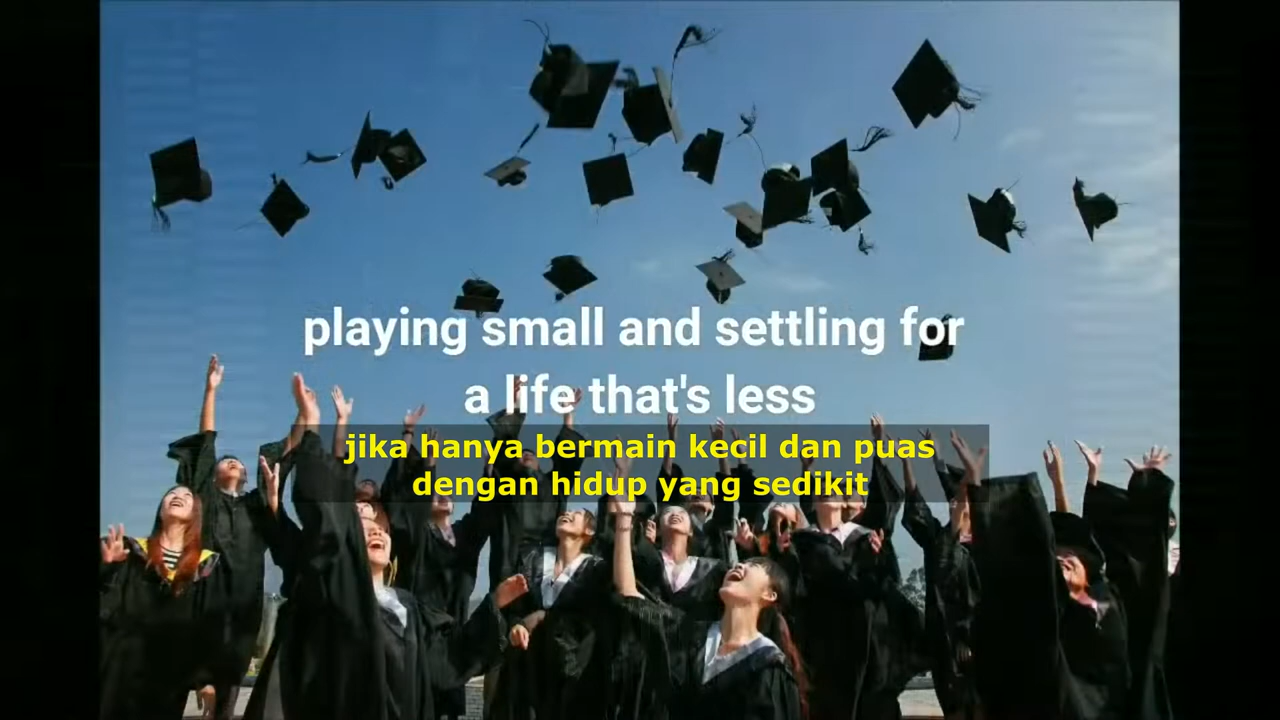 playing small and settling for
a life that's less
jika hanya bermain kecil dan puas
dengan hidup yang sedikit